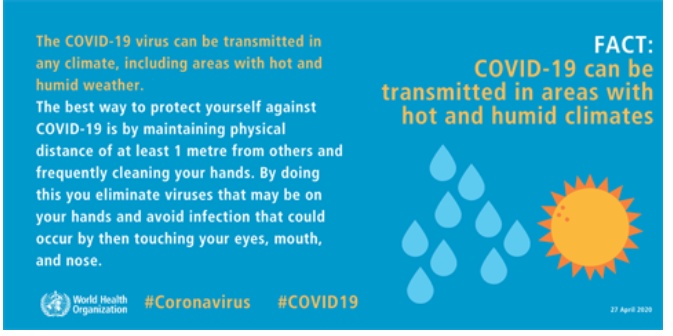 The COVID-19 virus can be transmitted in
any climate, including areas with hot and
humid weather.
The best way to protect yourself against
COVID-19 is by maintaining physical
distance of at least 1 metre from others and
frequently cleaning your hands. By doing
this you eliminate viruses that may be on
your hands and avoid infection that could
occur by then touching your eyes, mouth,
and nose.
World Health
Organization
#Coronavirus #COVID19
FACT:
COVID-19 can be
transmitted in areas with
hot and humid climates
27 April 2020